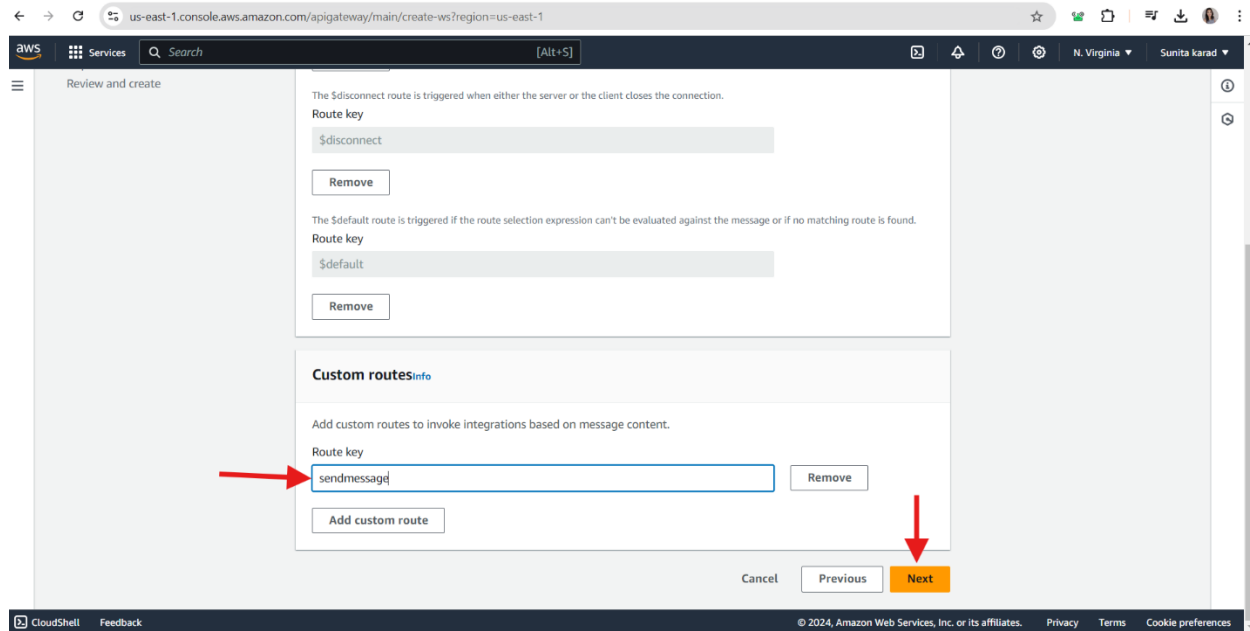 us-east-1.console.aws.amazon.com/apigateway/main/create-ws?region=us-east-1
aws Services Search [Alt+S] N. Virginia ▼ Sunita karad ▼
Review and create
The $disconnect route is triggered when either the server or the client closes the connection.
Route key
$disconnect
Remove
The $default route is triggered if the route selection expression can't be evaluated against the message or if no matching route is found.
Route key
$default
Remove
Custom routes Info
Add custom routes to invoke integrations based on message content.
Route key
sendmessage
Remove
Add custom route
Cancel Previous Next
CloudShell Feedback © 2024, Amazon Web Services, Inc. or its affiliates. Privacy Terms Cookie preferences